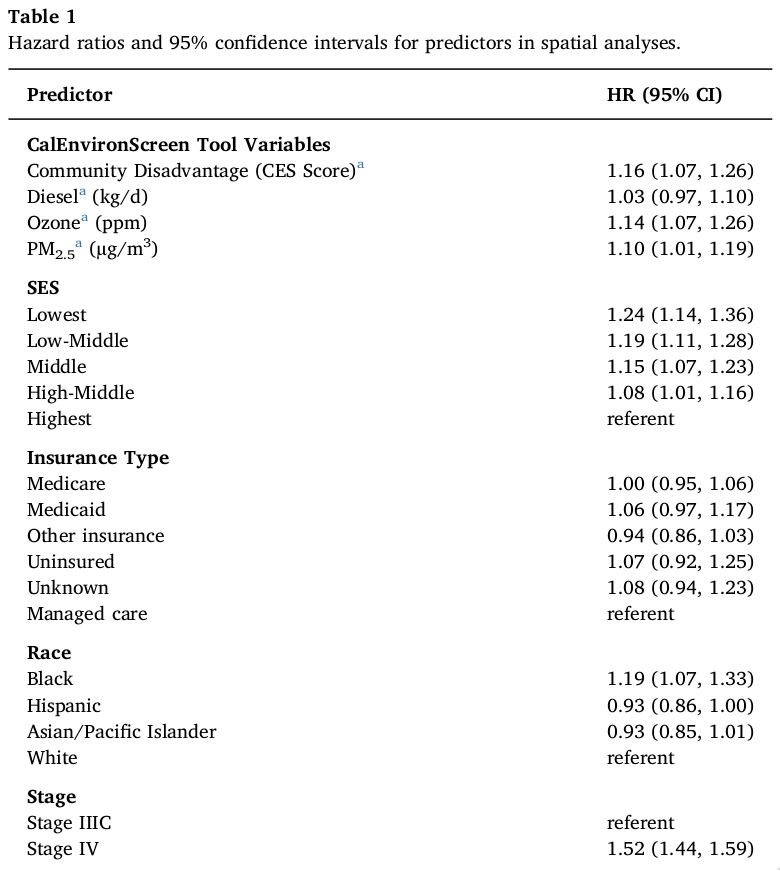 Table 1
Hazard ratios and 95% confidence intervals for predictors in spatial analyses.
Predictor HR (95% CI)
CalEnvironScreen Tool Variables
Community Disadvantage (CES Score)a 1.16 (1.07, 1.26)
Diesela (kg/d) 1.03 (0.97, 1.10)
Ozonea (ppm) 1.14 (1.07, 1.26)
PM2.5a (μg/m3) 1.10 (1.01, 1.19)
SES
Lowest 1.24 (1.14, 1.36)
Low-Middle 1.19 (1.11, 1.28)
Middle 1.15 (1.07, 1.23)
High-Middle 1.08 (1.01, 1.16)
Highest referent
Insurance Type
Medicare 1.00 (0.95, 1.06)
Medicaid 1.06 (0.97, 1.17)
Other insurance 0.94 (0.86, 1.03)
Uninsured 1.07 (0.92, 1.25)
Unknown 1.08 (0.94, 1.23)
Managed care referent
Race
Black 1.19 (1.07, 1.33)
Hispanic 0.93 (0.86, 1.00)
Asian/Pacific Islander 0.93 (0.85, 1.01)
White referent
Stage
Stage IIIC referent
Stage IV 1.52 (1.44, 1.59)